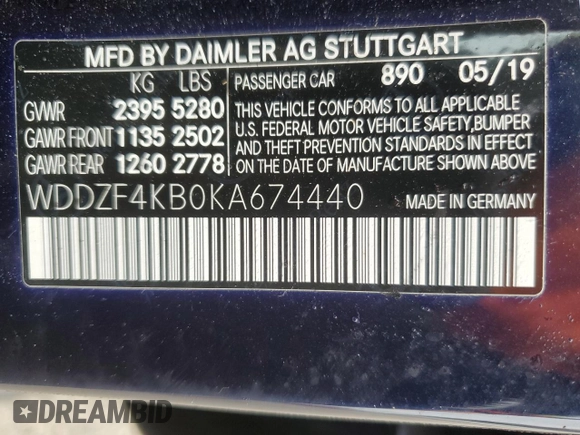 MFD BY DAIMLER AG STUTTGART
KG LBS PASSENGER CAR 890 05/19
GVWR 2395 5280
GAWR FRONT 1135 2502
GAWR REAR 1260 2778
THIS VEHICLE CONFORMS TO ALL APPLICABLE
U.S. FEDERAL MOTOR VEHICLE SAFETY,BUMPER
AND THEFT PREVENTION STANDARDS IN EFFECT
ON THE DATE OF MANUFACTURE SHOWN ABOVE.
WDDZF4KB0KA674440 MADE IN GERMANY
DREAMBID